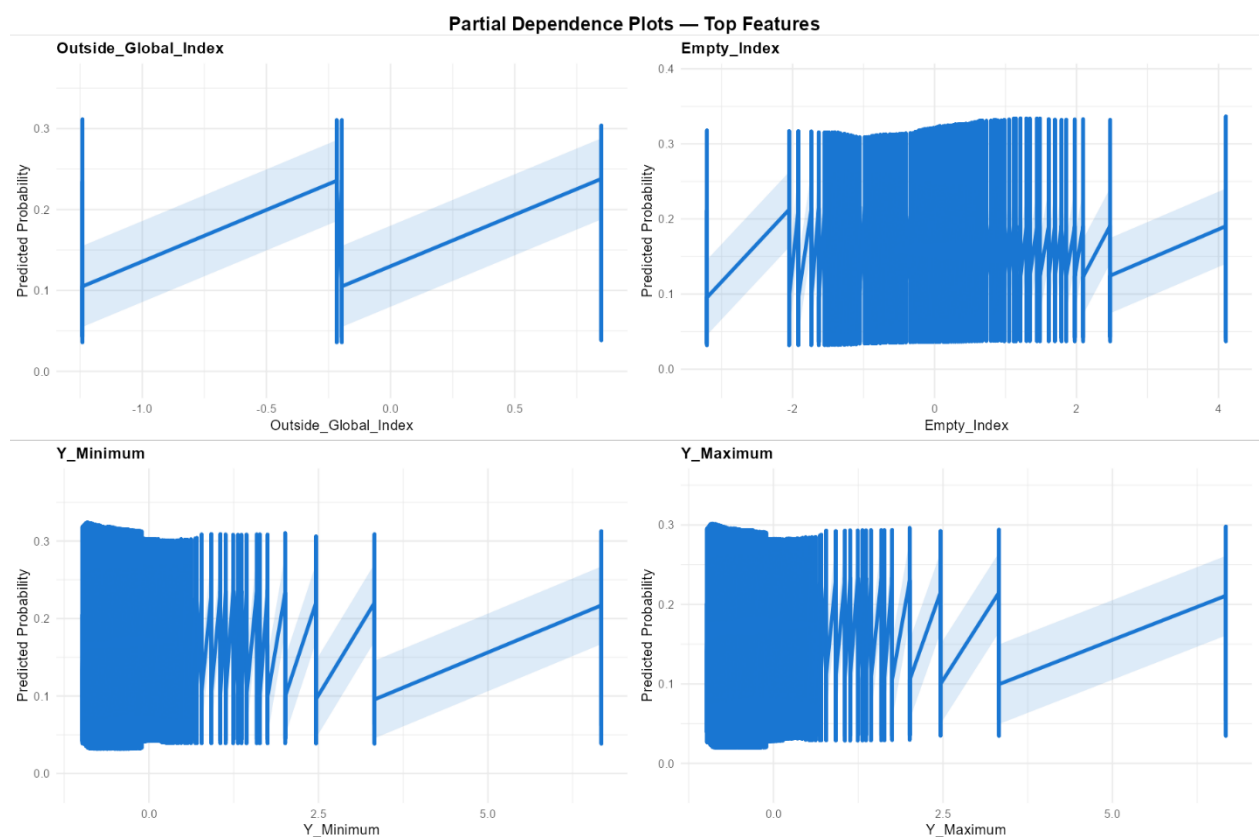 Partial Dependence Plots — Top Features
Outside_Global_Index
Predicted Probability
0.3
0.2
0.1
0.0
-1.0
-0.5
0.0
0.5
Outside_Global_Index
Empty_Index
Predicted Probability
0.4
0.3
0.2
0.1
0.0
-2
0
2
4
Empty_Index
Y_Minimum
Predicted Probability
0.3
0.2
0.1
0.0
0.0
2.5
5.0
Y_Minimum
Y_Maximum
Predicted Probability
0.3
0.2
0.1
0.0
0.0
2.5
5.0
Y_Maximum